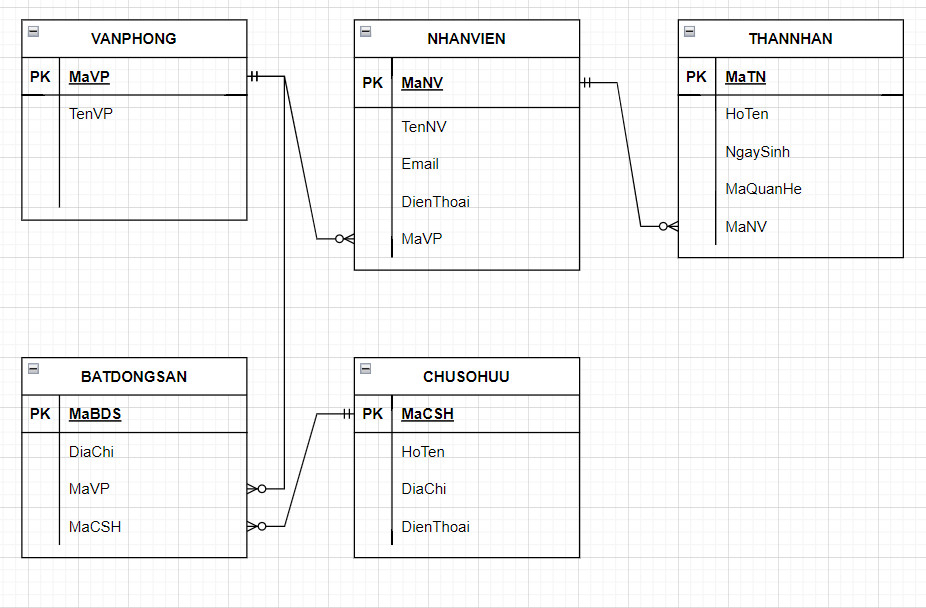 VANPHONG
PK MaVP
TenVP
NHANVIEN
PK MaNV
TenNV
Email
DienThoai
MaVP
THANNHAN
PK MaTN
HoTen
NgaySinh
MaQuanHe
MaNV
BATDONGSAN
PK MaBDS
DiaChi
MaVP
MaCSH
CHUSOHUU
PK MaCSH
HoTen
DiaChi
DienThoai